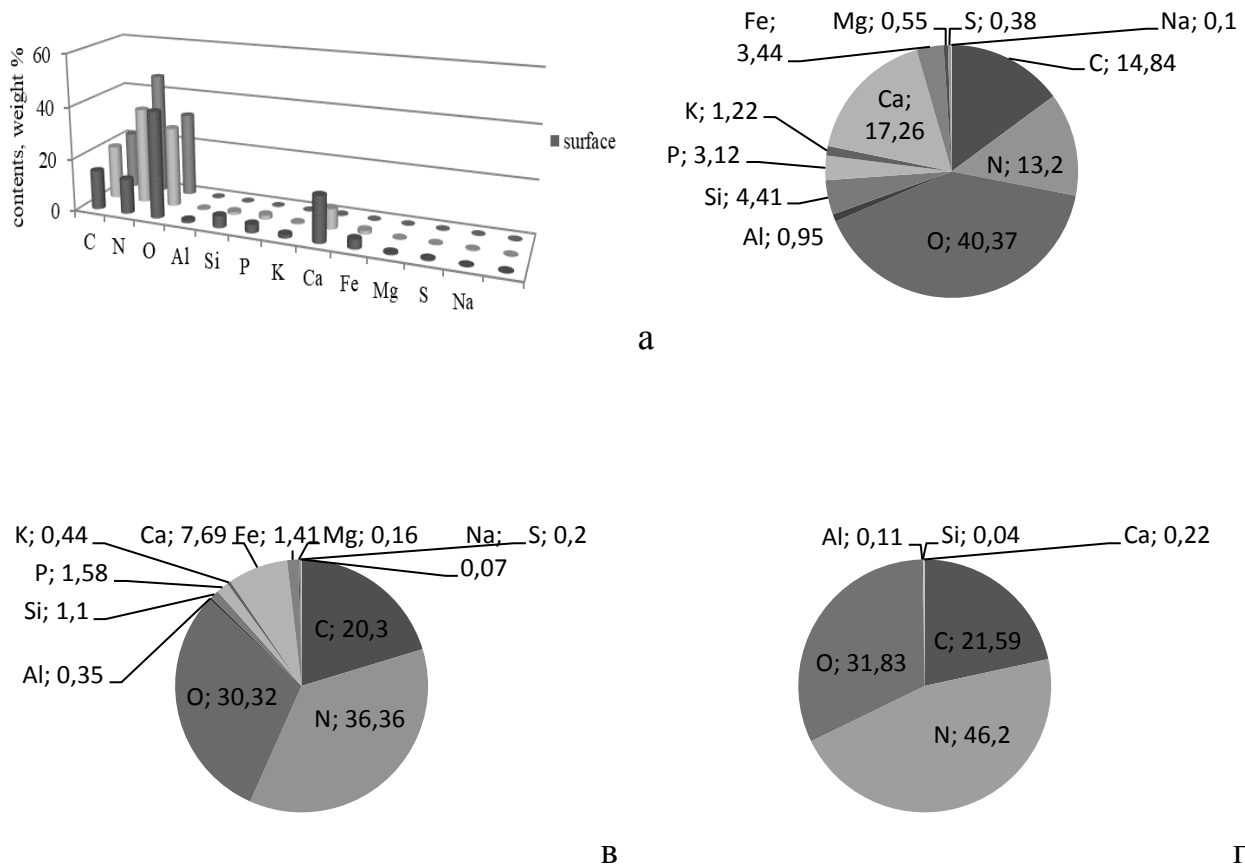 contents, weight %
60
40
20
0
C N O Al Si P K Ca Fe Mg S Na
surface
Fe;
3,44
Mg; 0,55
S; 0,38
Na; 0,1
C; 14,84
Ca;
17,26
K; 1,22
P; 3,12
N; 13,2
Si; 4,41
Al; 0,95
O; 40,37
а
K; 0,44
Ca; 7,69
Fe; 1,41
Mg; 0,16
Na;
0,07
S; 0,2
P; 1,58
Si; 1,1
Al; 0,35
C; 20,3
O; 30,32
N; 36,36
в
Al; 0,11
Si; 0,04
Ca; 0,22
C; 21,59
O; 31,83
N; 46,2